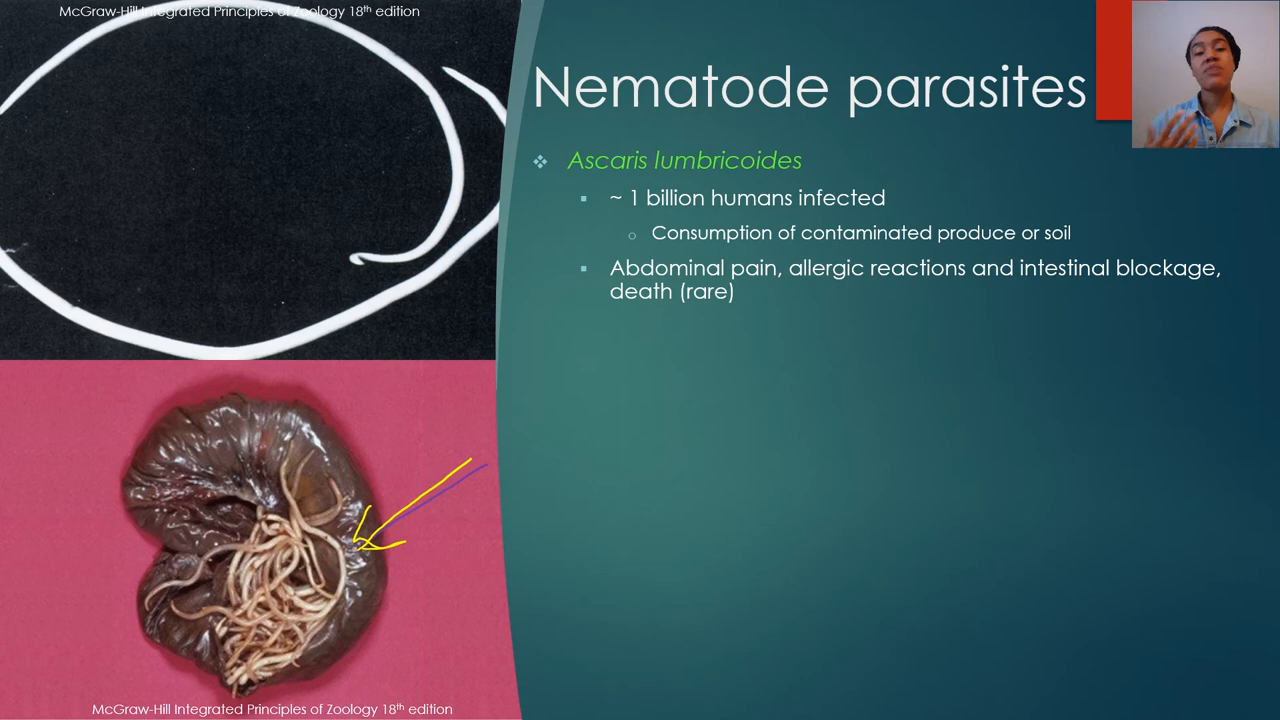 McGraw-Hill Integrated Principles of Zoology 18th edition
Nematode parasites
Ascaris lumbricoides
~ 1 billion humans infected
Consumption of contaminated produce or soil
Abdominal pain, allergic reactions and intestinal blockage,
death (rare)
McGraw-Hill Integrated Principles of Zoology 18th edition